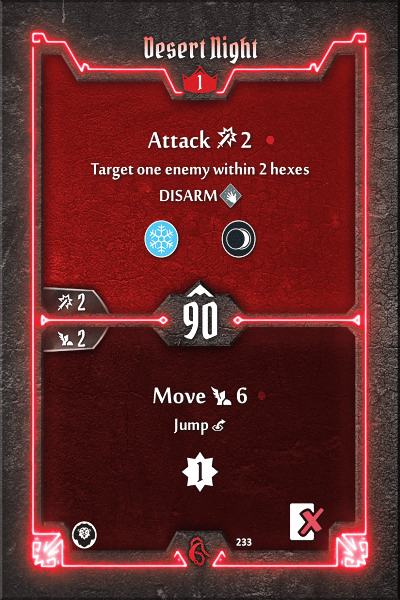 Desert Night
1
Attack 2
Target one enemy within 2 hexes
DISARM
2
90
2
Move 6
Jump
1
233